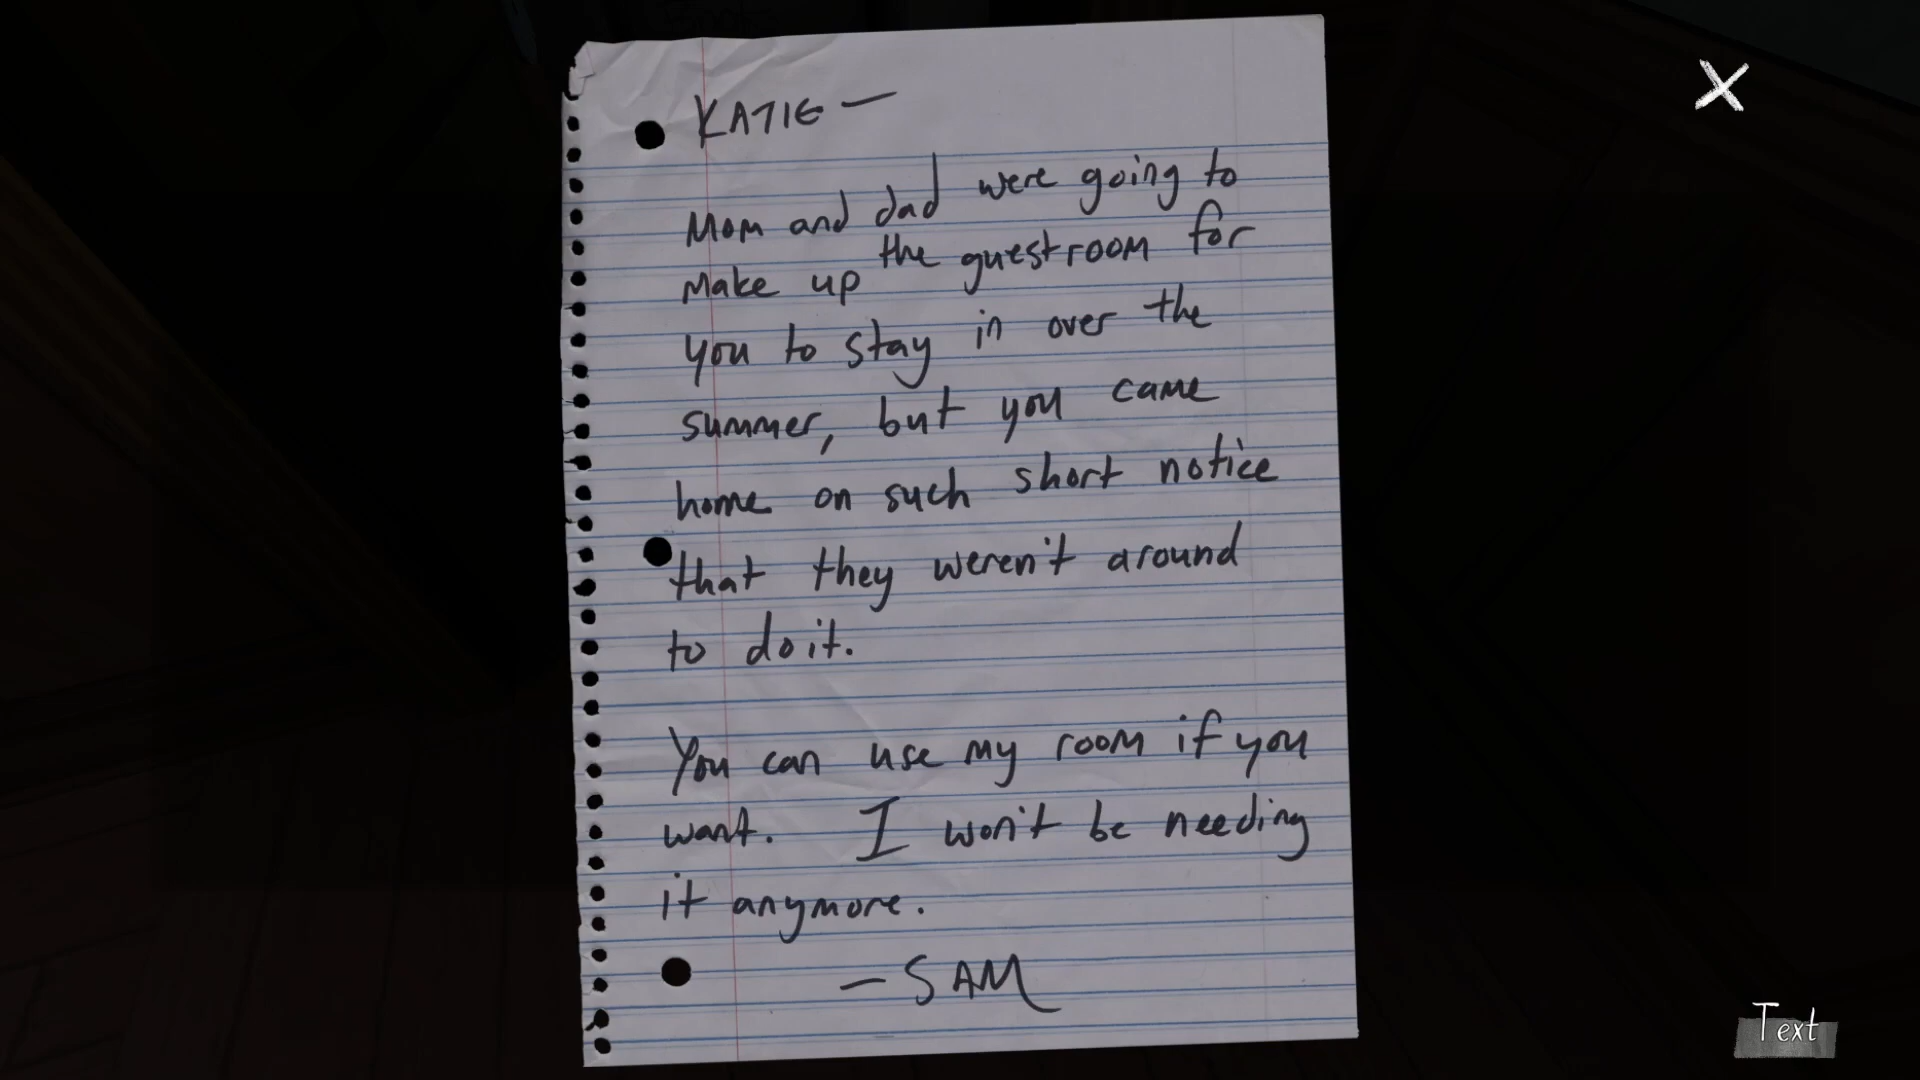 KATIE —
Mom and dad were going to
make up the guestroom for
you to stay in over the
summer, but you came
home on such short notice
that they weren't around
to do it.
You can use my room if you
want. I won't be needing
it anymore.
— SAM
Text